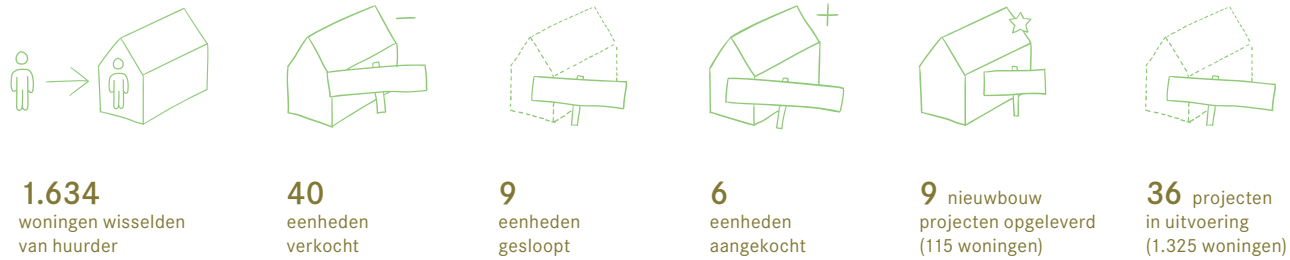 1.634
woningen wisselden
van huurder
40
eenheden
verkocht
9
eenheden
gesloopt
6
eenheden
aangekocht
9 nieuwbouw
projecten opgeleverd
(115 woningen)
36 projecten
in uitvoering
(1.325 woningen)